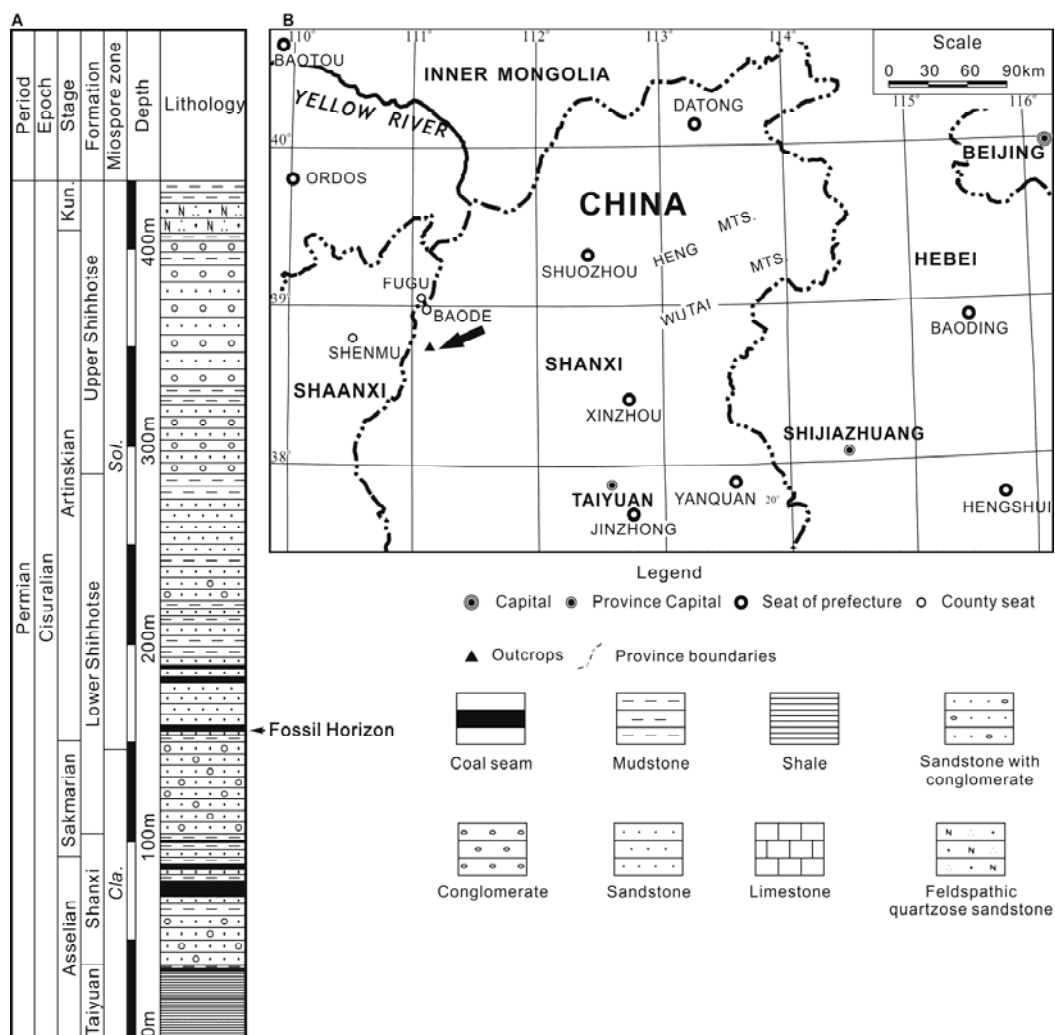 A
Period
Epoch
Stage
Formation
Miospore zone
Depth
Lithology
Permian
Cisuralian
Kun.
Artinskian
Sakmarian
Asselian
Upper Shihhotse
Lower Shihhotse
Shanxi
Taiyuan
Sol.
Cla.
400m
300m
200m
100m
0m
Fossil Horizon
B
110°
111°
112°
113°
114°
Scale
0 30 60 90km
115°
116°
BAOTOU
INNER MONGOLIA
YELLOW RIVER
DATONG
40°
BEIJING
ORDOS
CHINA
HENG MTS.
SHUOZHOU
HEBEI
FUGU
39°
BAODE
WUTAI MTS.
BAODING
SHENMU
SHAANXI
SHANXI
XINZHOU
SHIJIAZHUANG
38°
TAIYUAN
YANQUAN
20°
JINZHONG
HENGSHUI
Legend
Capital
Province Capital
Seat of prefecture
County seat
Outcrops
Province boundaries
Coal seam
Mudstone
Shale
Sandstone with
conglomerate
Conglomerate
Sandstone
Limestone
Feldspathic
quartzose sandstone